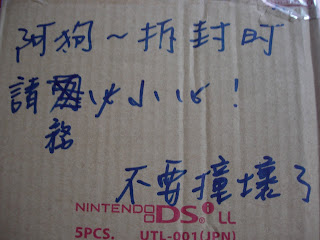 阿狗~拆封时
請務必小心!
不要撞壞了
NINTENDO DSi LL
5PCS. UTL-001(JPN)